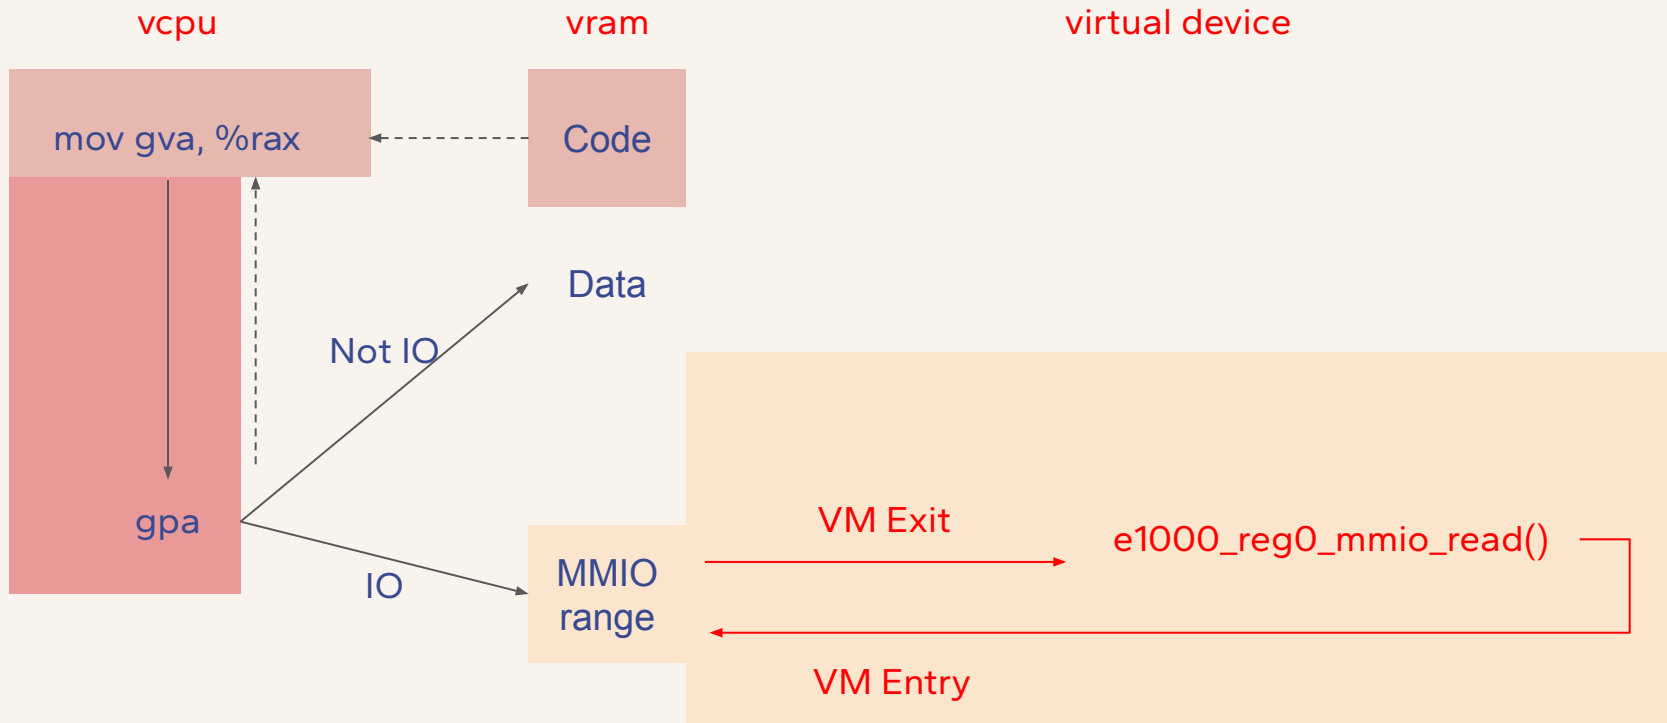 vcpu
vram
virtual device
mov gva, %rax
Code
Data
Not IO
gpa
IO
MMIO
range
VM Exit
e1000_reg0_mmio_read()
VM Entry